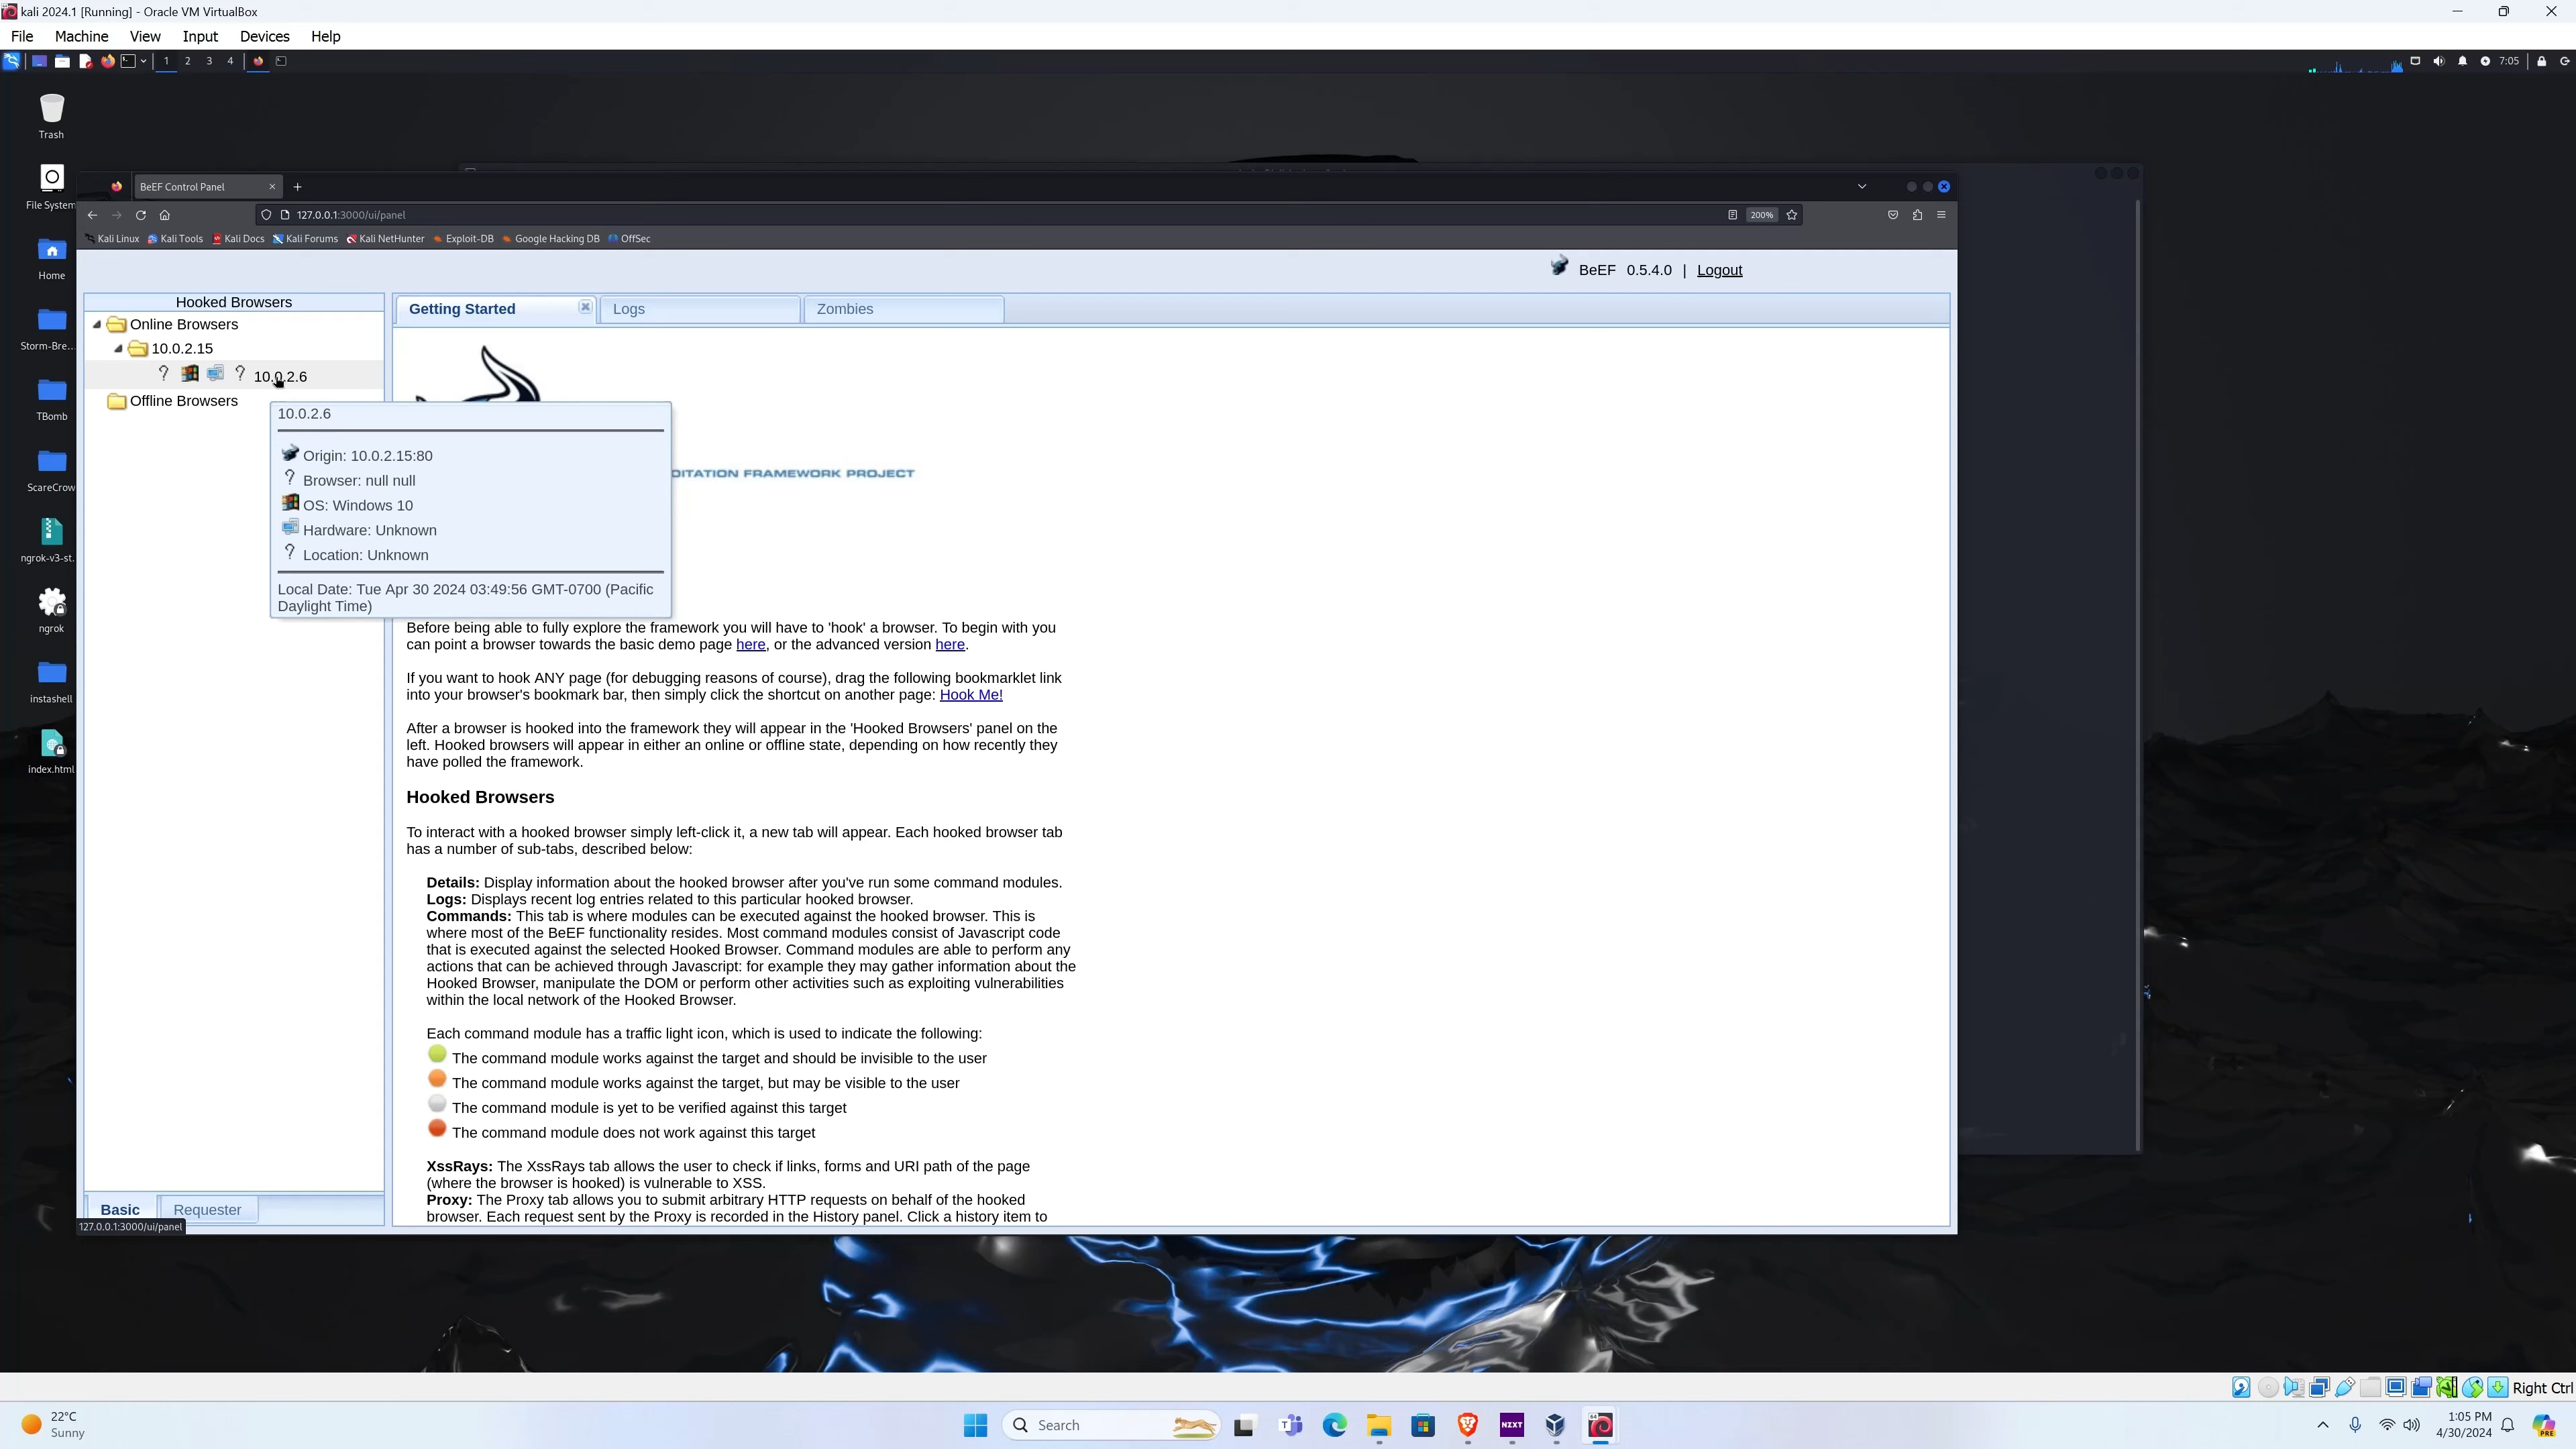 kali 2024.1 [Running] - Oracle VM VirtualBox
File Machine View Input Devices Help
1 2 3 4
7:05
Trash
File System
Home
Storm-Bre...
TBomb
ScareCrow
ngrok-v3-st.
ngrok
instashell
index.html
BeEF Control Panel
127.0.0.1:3000/ui/panel
200%
Kali Linux Kali Tools Kali Docs Kali Forums Kali NetHunter Exploit-DB Google Hacking DB OffSec
BeEF 0.5.4.0 | Logout
Hooked Browsers
Online Browsers
10.0.2.15
10.0.2.6
Offline Browsers
Getting Started
Logs
Zombies
10.0.2.6
Origin: 10.0.2.15:80
Browser: null null
OS: Windows 10
Hardware: Unknown
Location: Unknown
Local Date: Tue Apr 30 2024 03:49:56 GMT-0700 (Pacific
Daylight Time)
OITATION FRAMEWORK PROJECT
Before being able to fully explore the framework you will have to 'hook' a browser. To begin with you
can point a browser towards the basic demo page here, or the advanced version here.
If you want to hook ANY page (for debugging reasons of course), drag the following bookmarklet link
into your browser's bookmark bar, then simply click the shortcut on another page: Hook Me!
After a browser is hooked into the framework they will appear in the 'Hooked Browsers' panel on the
left. Hooked browsers will appear in either an online or offline state, depending on how recently they
have polled the framework.
Hooked Browsers
To interact with a hooked browser simply left-click it, a new tab will appear. Each hooked browser tab
has a number of sub-tabs, described below:
Details: Display information about the hooked browser after you've run some command modules.
Logs: Displays recent log entries related to this particular hooked browser.
Commands: This tab is where modules can be executed against the hooked browser. This is
where most of the BeEF functionality resides. Most command modules consist of Javascript code
that is executed against the selected Hooked Browser. Command modules are able to perform any
actions that can be achieved through Javascript: for example they may gather information about the
Hooked Browser, manipulate the DOM or perform other activities such as exploiting vulnerabilities
within the local network of the Hooked Browser.
Each command module has a traffic light icon, which is used to indicate the following:
The command module works against the target and should be invisible to the user
The command module works against the target, but may be visible to the user
The command module is yet to be verified against this target
The command module does not work against this target
XssRays: The XssRays tab allows the user to check if links, forms and URI path of the page
(where the browser is hooked) is vulnerable to XSS.
Proxy: The Proxy tab allows you to submit arbitrary HTTP requests on behalf of the hooked
browser. Each request sent by the Proxy is recorded in the History panel. Click a history item to
Basic
Requester
127.0.0.1:3000/ui/panel
Right Ctrl
22°C
Sunny
Search
NZXT
1:05 PM
4/30/2024
PRE